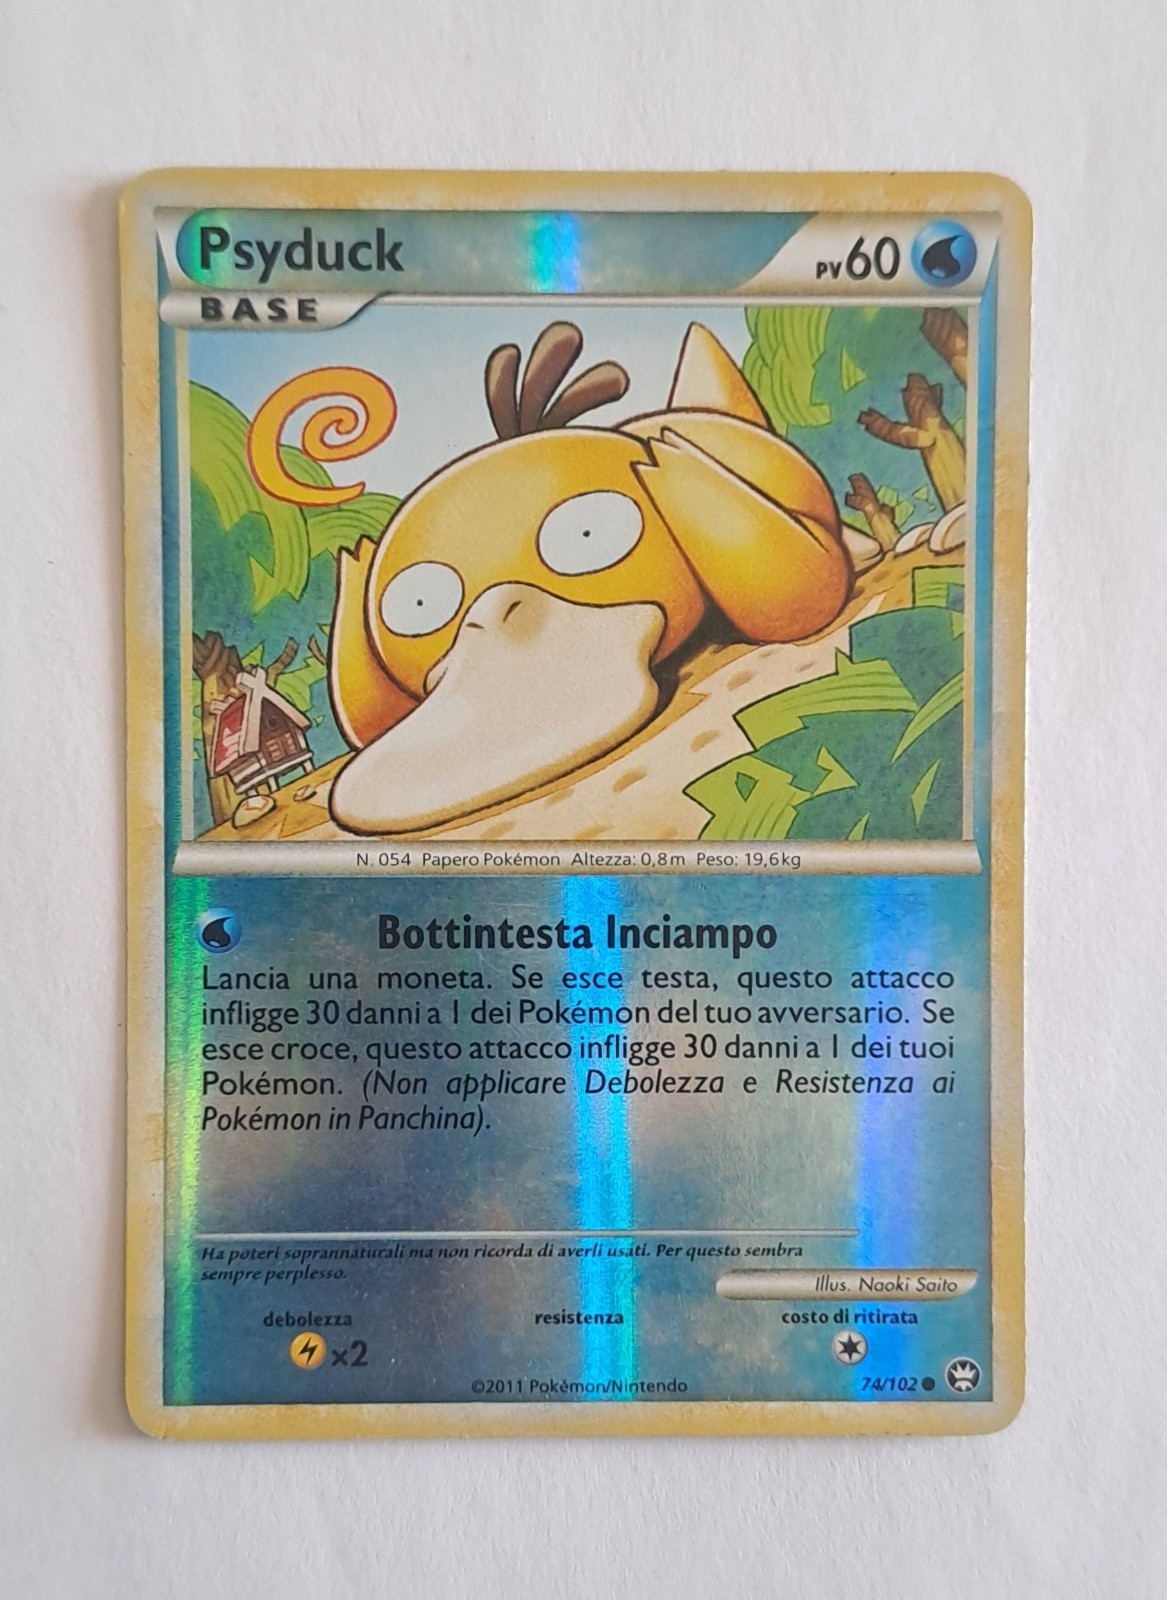 Psyduck
PV60
BASE
N. 054 Papero Pokémon Altezza: 0,8m Peso: 19,6kg
Bottintesta Inciampo
Lancia una moneta. Se esce testa, questo attacco
infligge 30 danni a 1 dei Pokémon del tuo avversario. Se
esce croce, questo attacco infligge 30 danni a 1 dei tuoi
Pokémon. (Non applicare Debolezza e Resistenza ai
Pokémon in Panchina).
Ha poteri soprannaturali ma non ricorda di averli usati. Per questo sembra
sempre perplesso.
Illus. Naoki Saito
debolezza resistenza costo di ritirata
x2
©2011 Pokémon/Nintendo
74/102